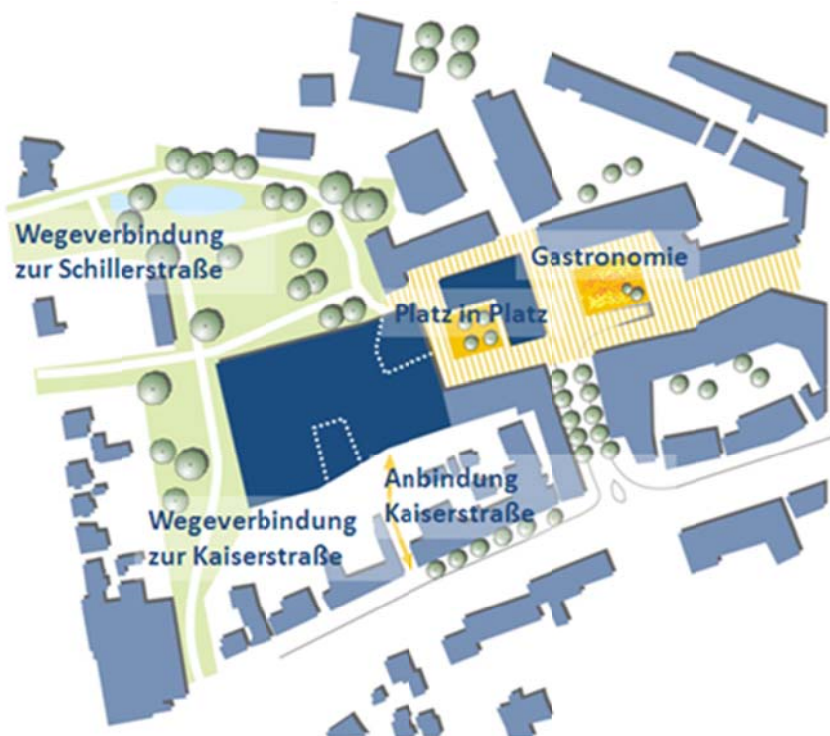 Wegeverbindung
zur Schillerstraße
Gastronomie
Platz in Platz
Anbindung
Kaiserstraße
Wegeverbindung
zur Kaiserstraße